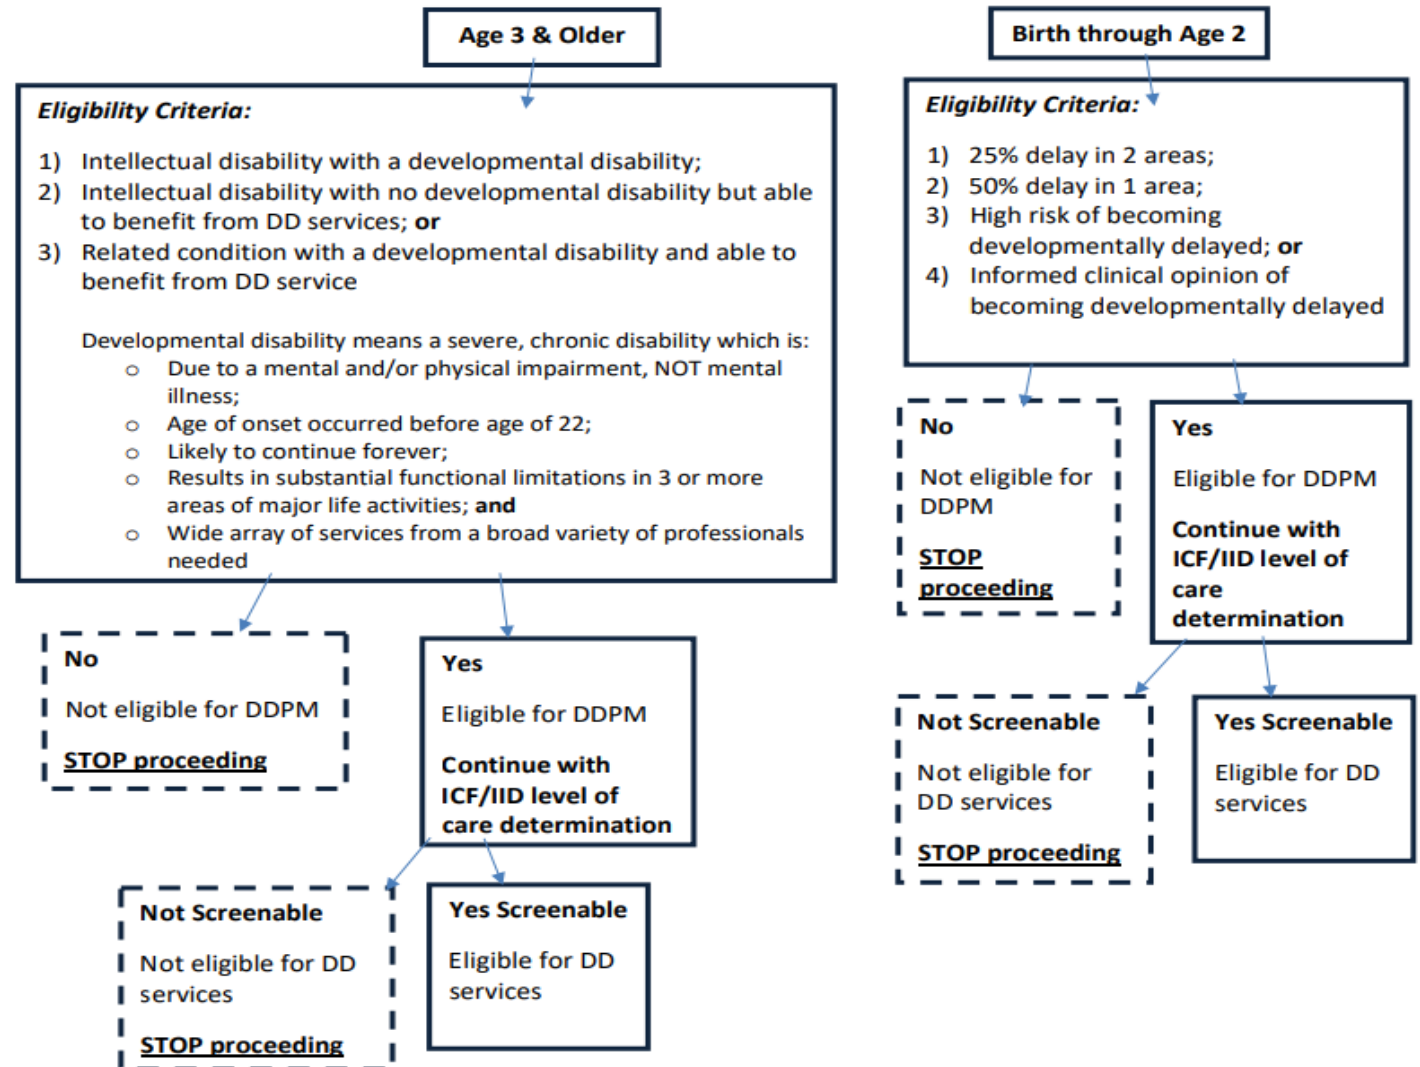 Age 3 & Older
Eligibility Criteria:
1) Intellectual disability with a developmental disability;
2) Intellectual disability with no developmental disability but able
to benefit from DD services; or
3) Related condition with a developmental disability and able to
benefit from DD service
Developmental disability means a severe, chronic disability which is:
o Due to a mental and/or physical impairment, NOT mental
illness;
o Age of onset occurred before age of 22;
o Likely to continue forever;
o Results in substantial functional limitations in 3 or more
areas of major life activities; and
o Wide array of services from a broad variety of professionals
needed
No
Not eligible for DDPM
STOP proceeding
Yes
Eligible for DDPM
Continue with
ICF/IID level of
care determination
Not Screenable
Not eligible for DD
services
STOP proceeding
Yes Screenable
Eligible for DD
services
Birth through Age 2
Eligibility Criteria:
1) 25% delay in 2 areas;
2) 50% delay in 1 area;
3) High risk of becoming
developmentally delayed; or
4) Informed clinical opinion of
becoming developmentally delayed
No
Not eligible for
DDPM
STOP
proceeding
Yes
Eligible for DDPM
Continue with
ICF/IID level of
care
determination
Not Screenable
Not eligible for
DD services
STOP proceeding
Yes Screenable
Eligible for DD
services